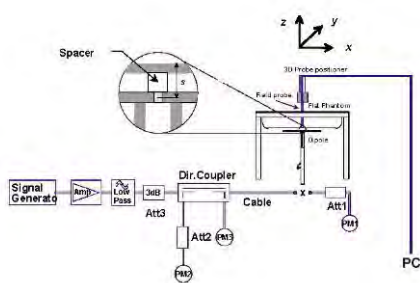 z
y
x
Spacer
s
3D Probe positioner
Field probe
Flat Phantom
Dipole
Dir.Coupler
Signal
Generator
Amp
Low
Pass
3dB
Att3
Cable
x
Att1
Att2
PM3
PM1
PM2
PC